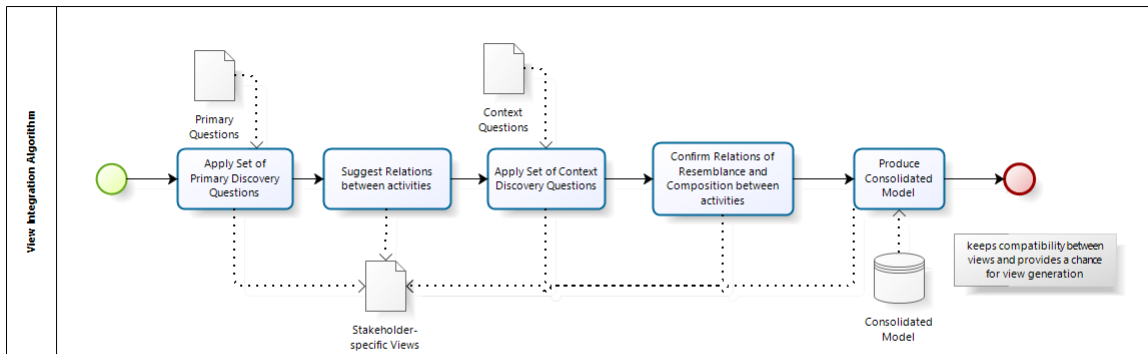 View Integration Algorithm
Primary
Questions
Context
Questions
Apply Set of
Primary Discovery
Questions
Suggest Relations
between activities
Apply Set of Context
Discovery Questions
Confirm Relations of
Resemblance and
Composition between
activities
Produce
Consolidated
Model
keeps compatibility between
views and provides a chance
for view generation
Stakeholder-
specific Views
Consolidated
Model